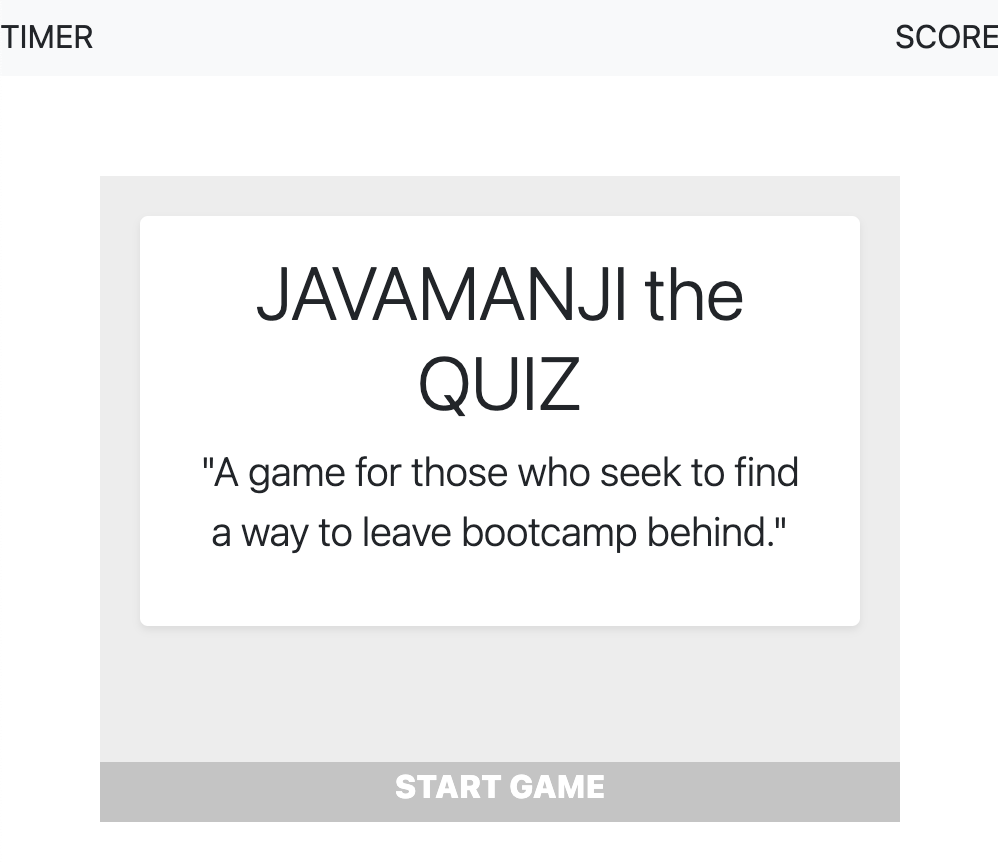 TIMER
SCORE
JAVAMANJI the
QUIZ
"A game for those who seek to find
a way to leave bootcamp behind."
START GAME